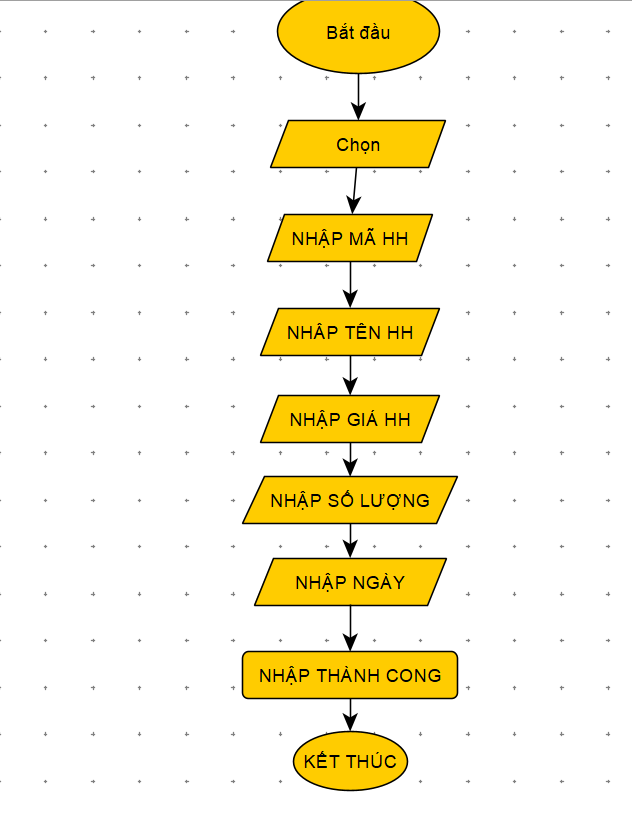 Bắt đầu
Chọn
NHẬP MÃ HH
NHÂP TÊN HH
NHẬP GIÁ HH
NHẬP SỐ LƯỢNG
NHẬP NGÀY
NHẬP THÀNH CONG
KẾT THÚC